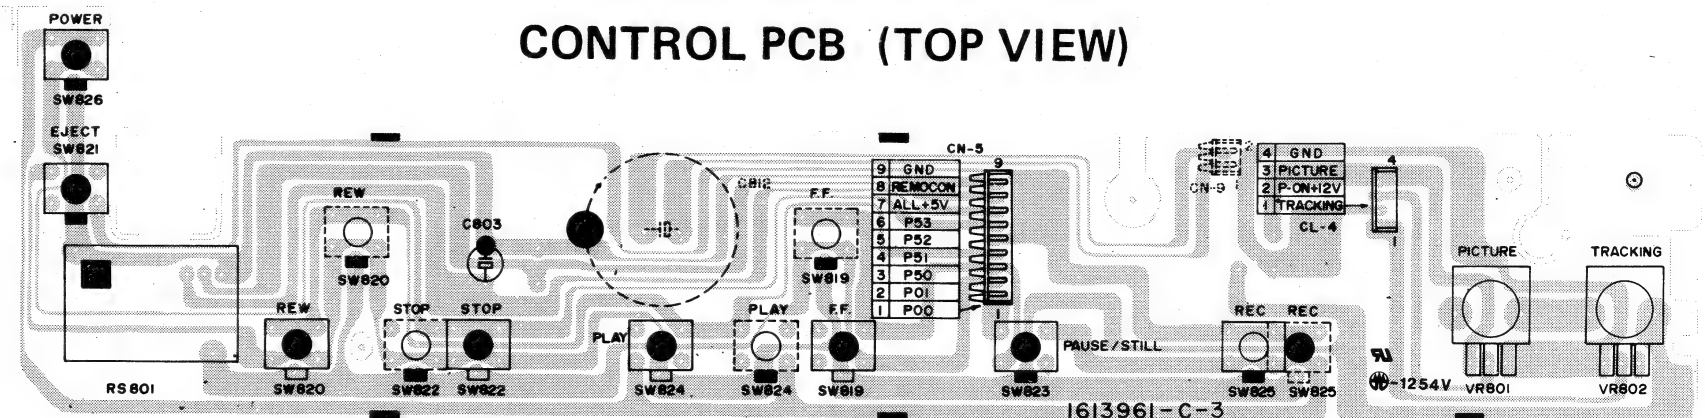 CONTROL PCB (TOP VIEW)
POWER
SW826
EJECT
SW821
REW
SW820
C803
C812
F.F.
SW819
CN-5
9
9 GND
8 REMOCON
7 ALL+5V
6 P53
5 P52
4 P51
3 P50
2 P01
1 P00
1
CN-9
2
4 GND
3 PICTURE
2 P-ON+12V
1 TRACKING
4
CL-4
1
PICTURE
TRACKING
RS801
REW
SW820
STOP
SW822
STOP
SW822
PLAY
SW824
PLAY
SW824
F.F.
SW819
PAUSE/STILL
SW823
REC
SW825
REC
SW825
-1254V
VR801
VR802
1613961-C-3